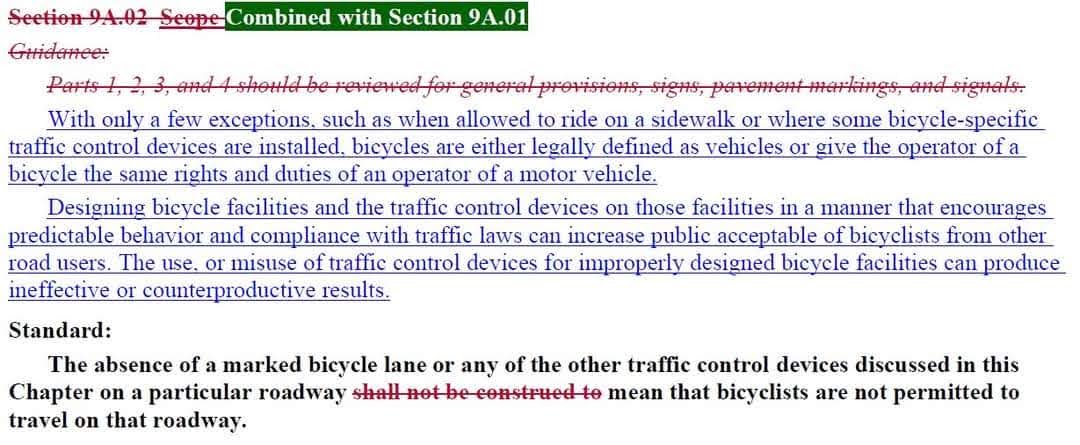 Section 9A.02 Scope Combined with Section 9A.01
Guidance:
Parts 1, 2, 3, and 4 should be reviewed for general provisions, signs, pavement markings, and signals.
With only a few exceptions, such as when allowed to ride on a sidewalk or where some bicycle-specific
traffic control devices are installed, bicycles are either legally defined as vehicles or give the operator of a
bicycle the same rights and duties of an operator of a motor vehicle.
Designing bicycle facilities and the traffic control devices on those facilities in a manner that encourages
predictable behavior and compliance with traffic laws can increase public acceptable of bicyclists from other
road users. The use, or misuse of traffic control devices for improperly designed bicycle facilities can produce
ineffective or counterproductive results.
Standard:
The absence of a marked bicycle lane or any of the other traffic control devices discussed in this
Chapter on a particular roadway shall not be construed to mean that bicyclists are not permitted to
travel on that roadway.